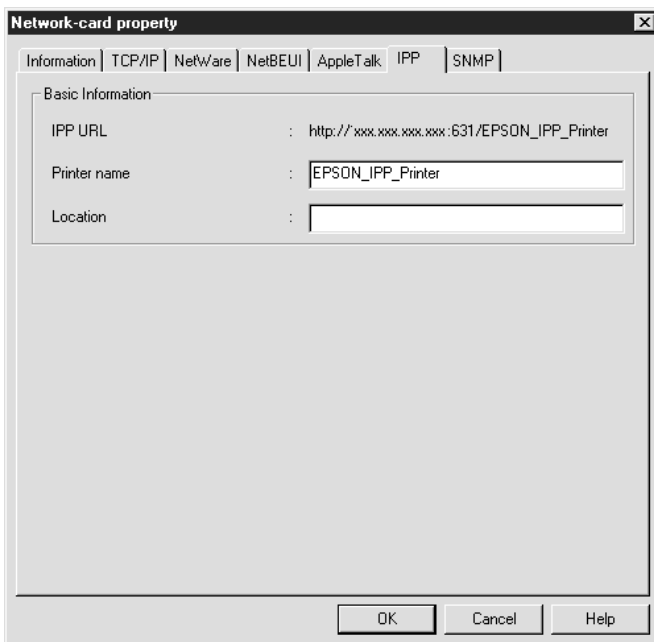 Network-card property
Information TCP/IP NetWare NetBEUI AppleTalk IPP SNMP
Basic Information
IPP URL : http://xxx.xxx.xxx.xxx:631/EPSON_IPP_Printer
Printer name : EPSON_IPP_Printer
Location :
OK Cancel Help